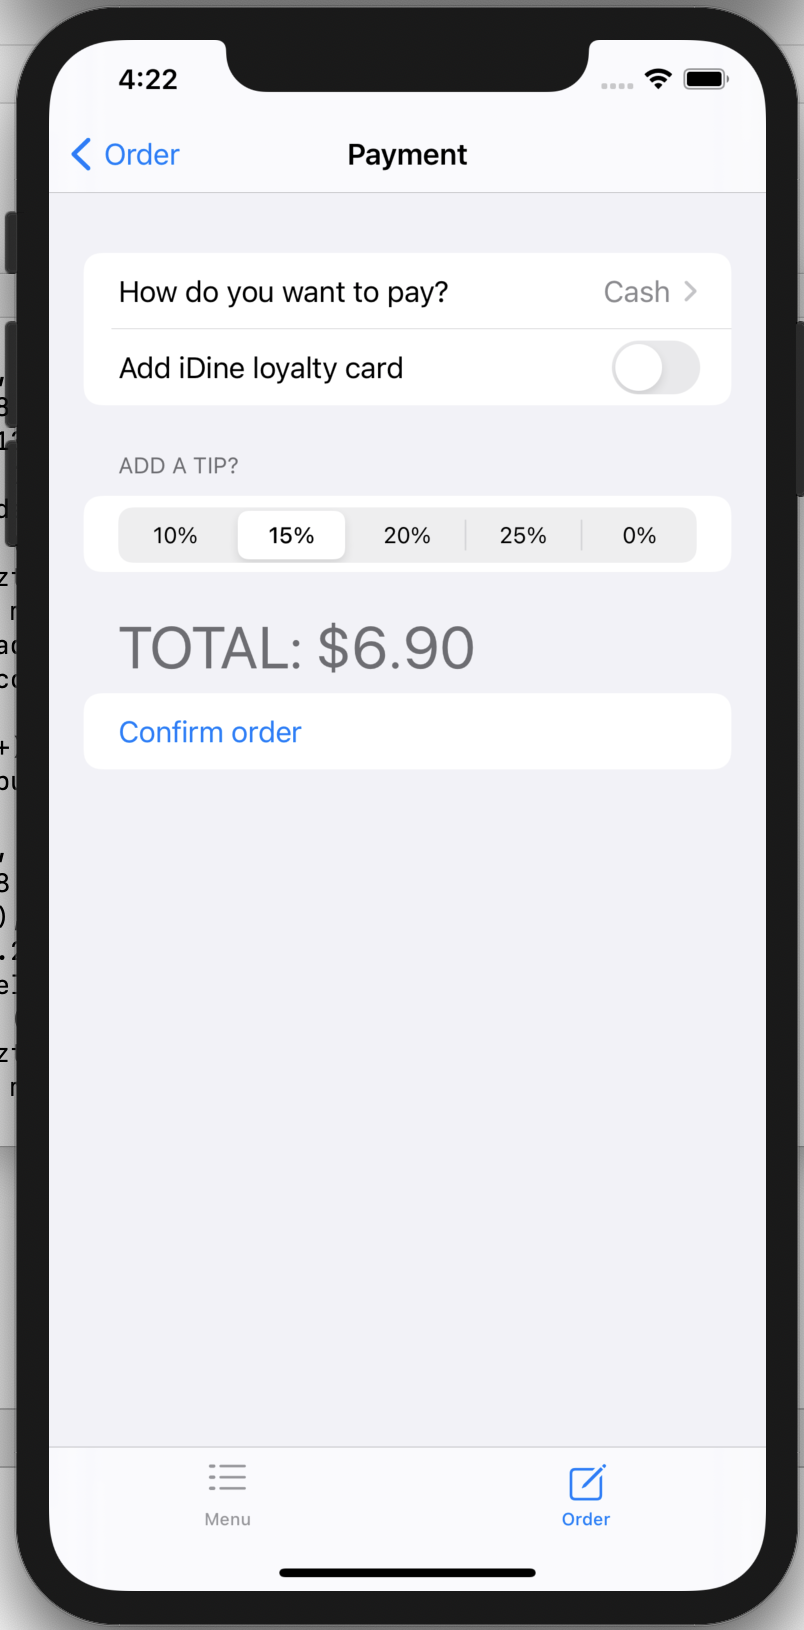 4:22
Order
Payment
How do you want to pay?
Cash
Add iDine loyalty card
ADD A TIP?
10% 15% 20% 25% 0%
TOTAL: $6.90
Confirm order
Menu
Order